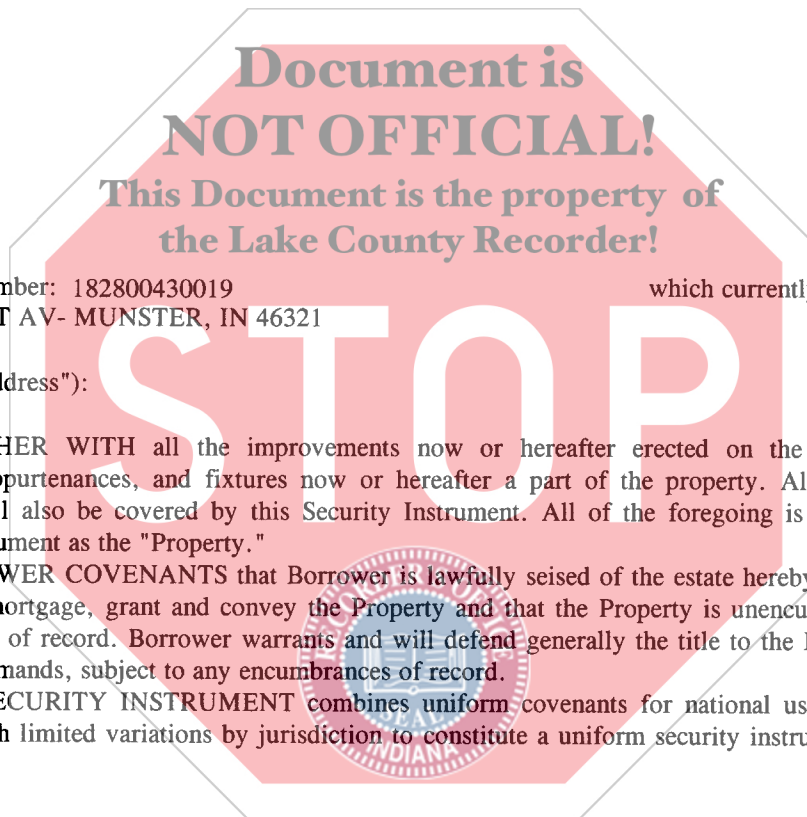 Document is
NOT OFFICIAL!
This Document is the property of
the Lake County Recorder!
mber: 182800430019 which currently
T AV- MUNSTER, IN 46321
ddress"):
STOP
HER WITH all the improvements now or hereafter erected on the
ppurtenances, and fixtures now or hereafter a part of the property. Al
l also be covered by this Security Instrument. All of the foregoing is
ument as the "Property."
WER COVENANTS that Borrower is lawfully seised of the estate hereby
mortgage, grant and convey the Property and that the Property is unencu
of record. Borrower warrants and will defend generally the title to the
mands, subject to any encumbrances of record.
ECURITY INSTRUMENT combines uniform covenants for national us
h limited variations by jurisdiction to constitute a uniform security instru
SEAL
INDIANA